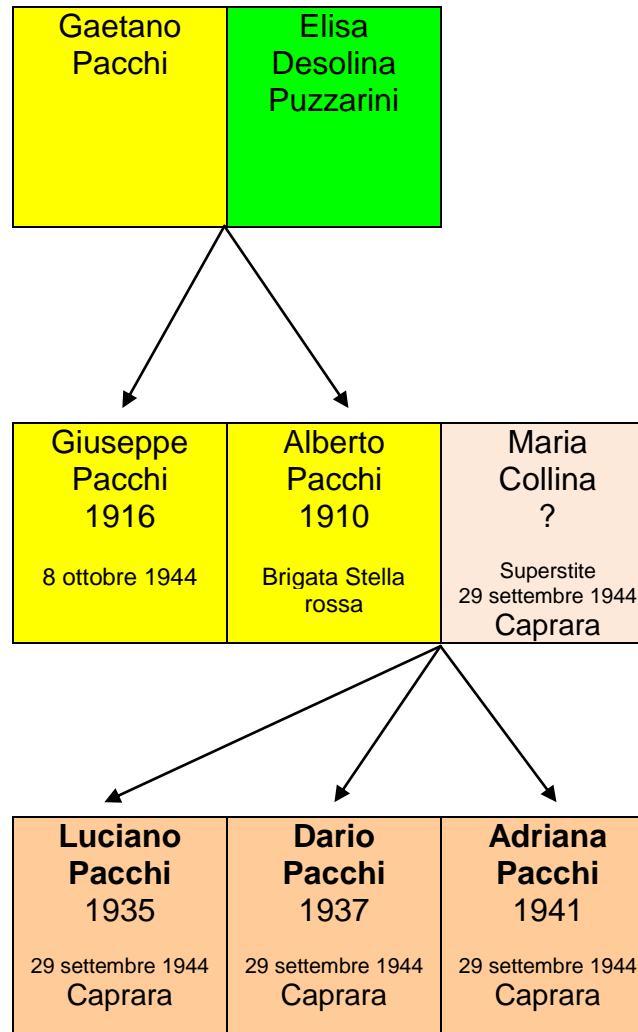 Gaetano
Pacchi
Elisa
Desolina
Puzzarini
Giuseppe
Pacchi
1916
8 ottobre 1944
Alberto
Pacchi
1910
Brigata Stella
rossa
Maria
Collina
?
Superstite
29 settembre 1944
Caprara
Luciano
Pacchi
1935
29 settembre 1944
Caprara
Dario
Pacchi
1937
29 settembre 1944
Caprara
Adriana
Pacchi
1941
29 settembre 1944
Caprara